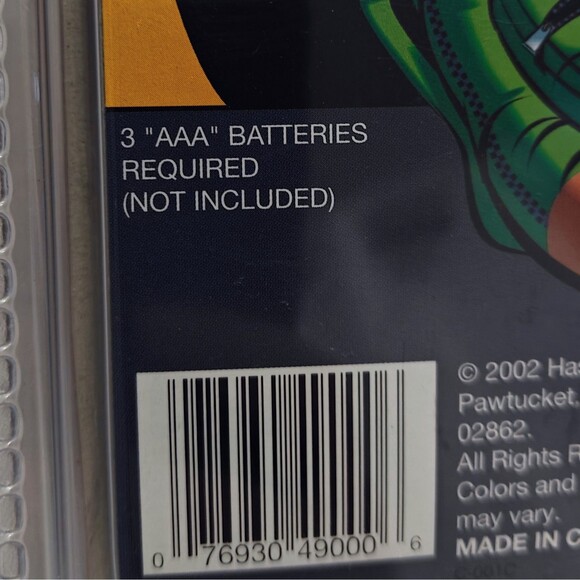 3 "AAA" BATTERIES
REQUIRED
(NOT INCLUDED)
© 2002 Has
Pawtucket,
02862.
All Rights R
Colors and
may vary.
MADE IN C
0 76930 49000 6